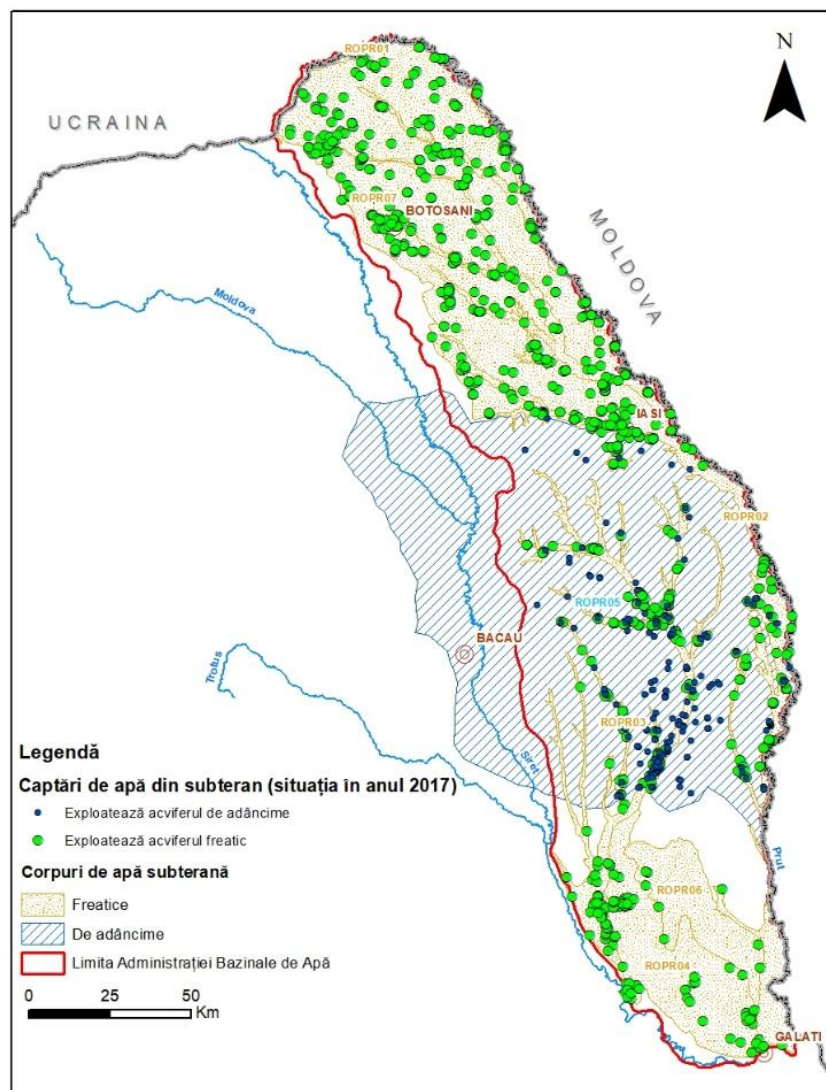 ROPR01
N
UCRAINA
ROPR07
BOTOSANI
MOLDOVA
Moldova
IASI
ROPR02
ROPR05
BACAU
Trotus
ROPR03
Siret
Legendă
Captări de apă din subteran (situația în anul 2017)
Exploatează acviferul de adâncime
Exploatează acviferul freatic
Prut
Corpuri de apă subterană
ROPR06
Freatice
De adâncime
Limita Administrației Bazinale de Apă
ROPR04
0 25 50
Km
GALATI